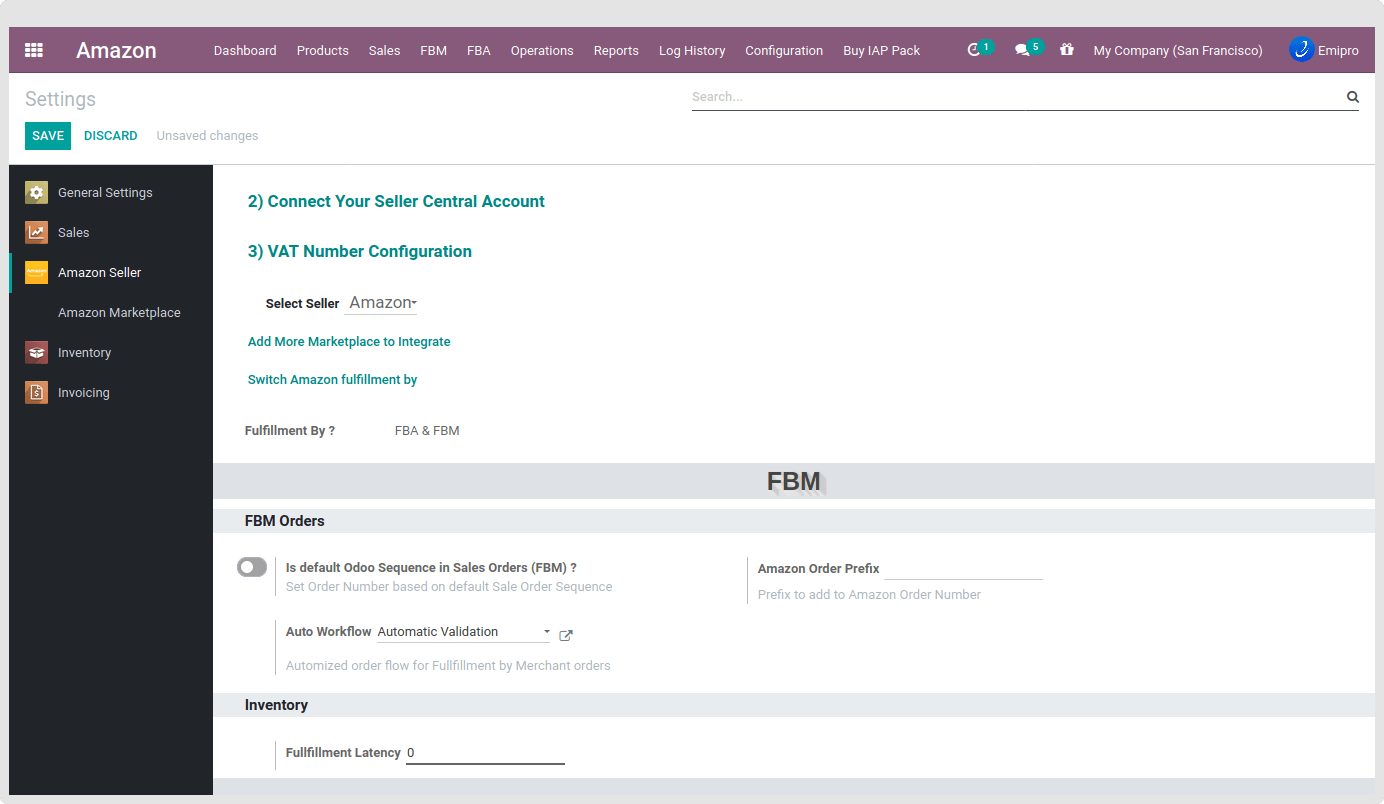 Amazon Dashboard Products Sales FBM FBA Operations Reports Log History Configuration Buy IAP Pack 1 5 My Company (San Francisco) Emipro
Settings Search...
SAVE DISCARD Unsaved changes
General Settings
Sales
Amazon Seller
Amazon Marketplace
Inventory
Invoicing
2) Connect Your Seller Central Account
3) VAT Number Configuration
Select Seller Amazon
Add More Marketplace to Integrate
Switch Amazon fulfillment by
Fulfillment By ? FBA & FBM
FBM
FBM Orders
Is default Odoo Sequence in Sales Orders (FBM) ?
Set Order Number based on default Sale Order Sequence
Amazon Order Prefix
Prefix to add to Amazon Order Number
Auto Workflow Automatic Validation
Automized order flow for Fullfillment by Merchant orders
Inventory
Fullfillment Latency 0